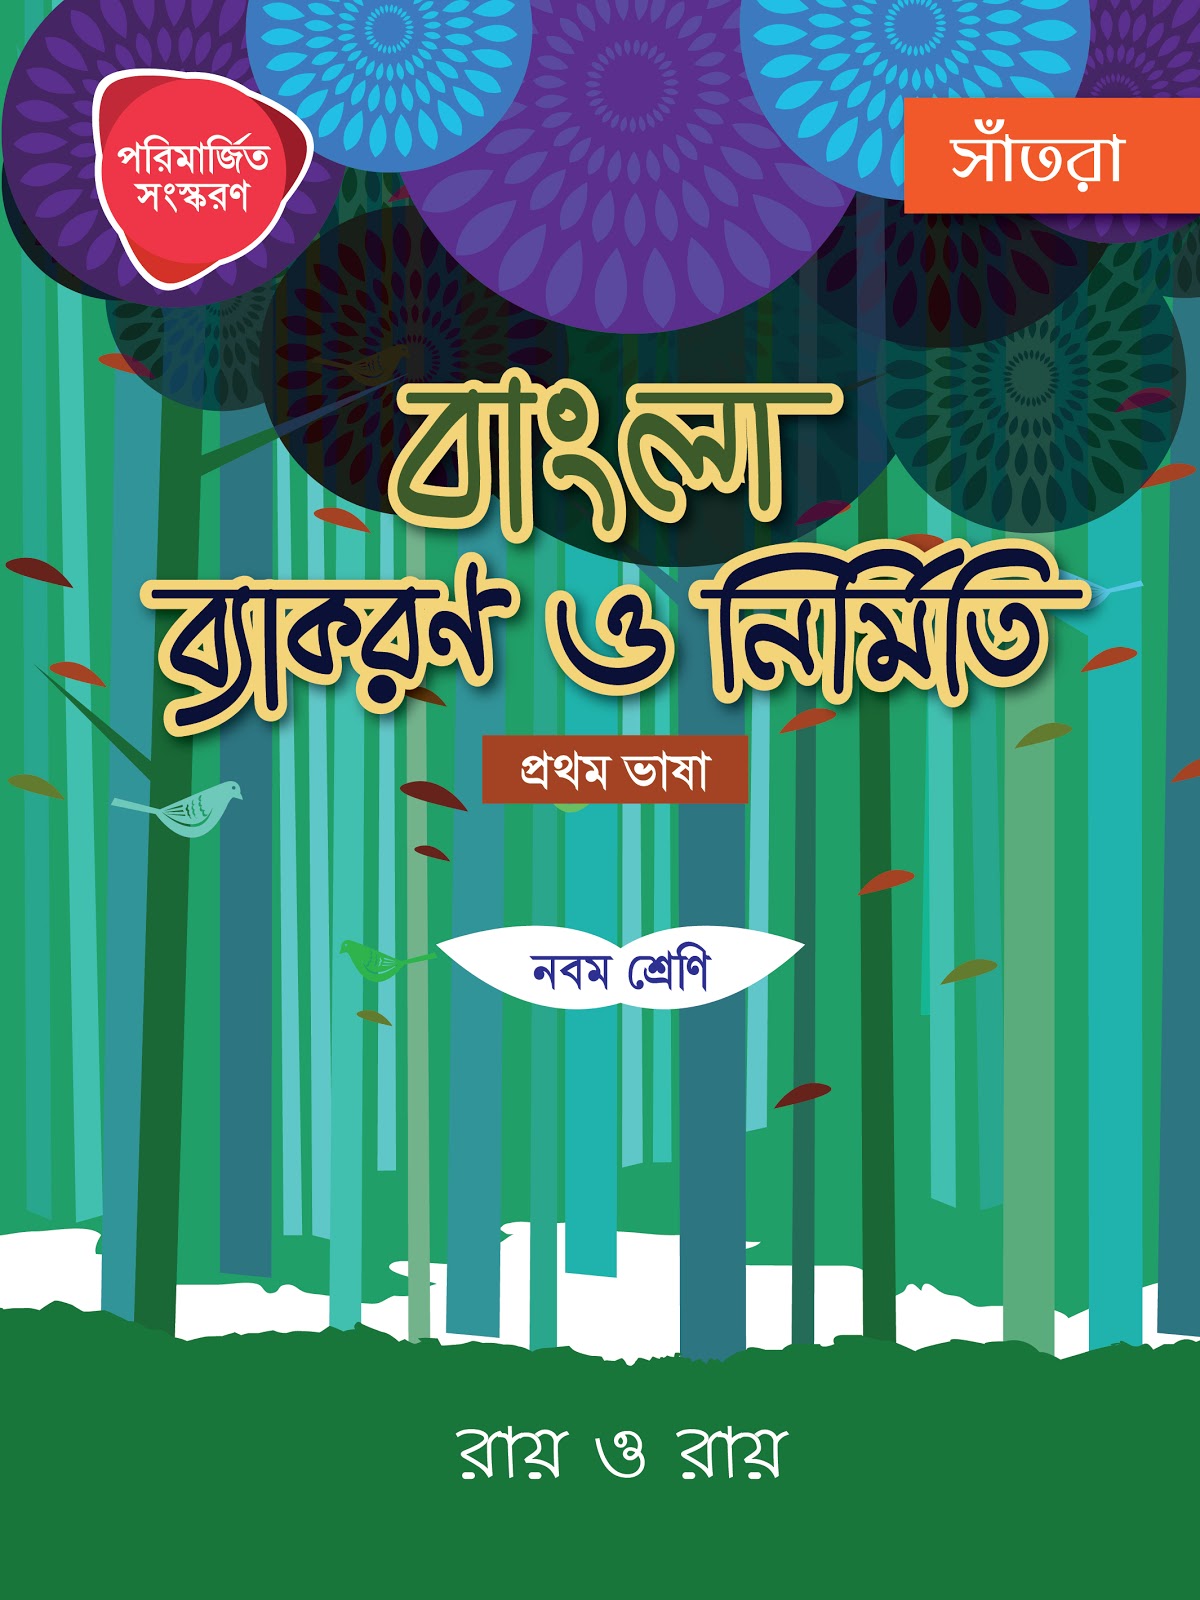 পরিমার্জিত
সংস্করণ
সাঁতরা
বাংলা
ব্যাকরণ ও নির্মিতি
প্রথম ভাষা
নবম শ্রেণি
রায় ও রায়